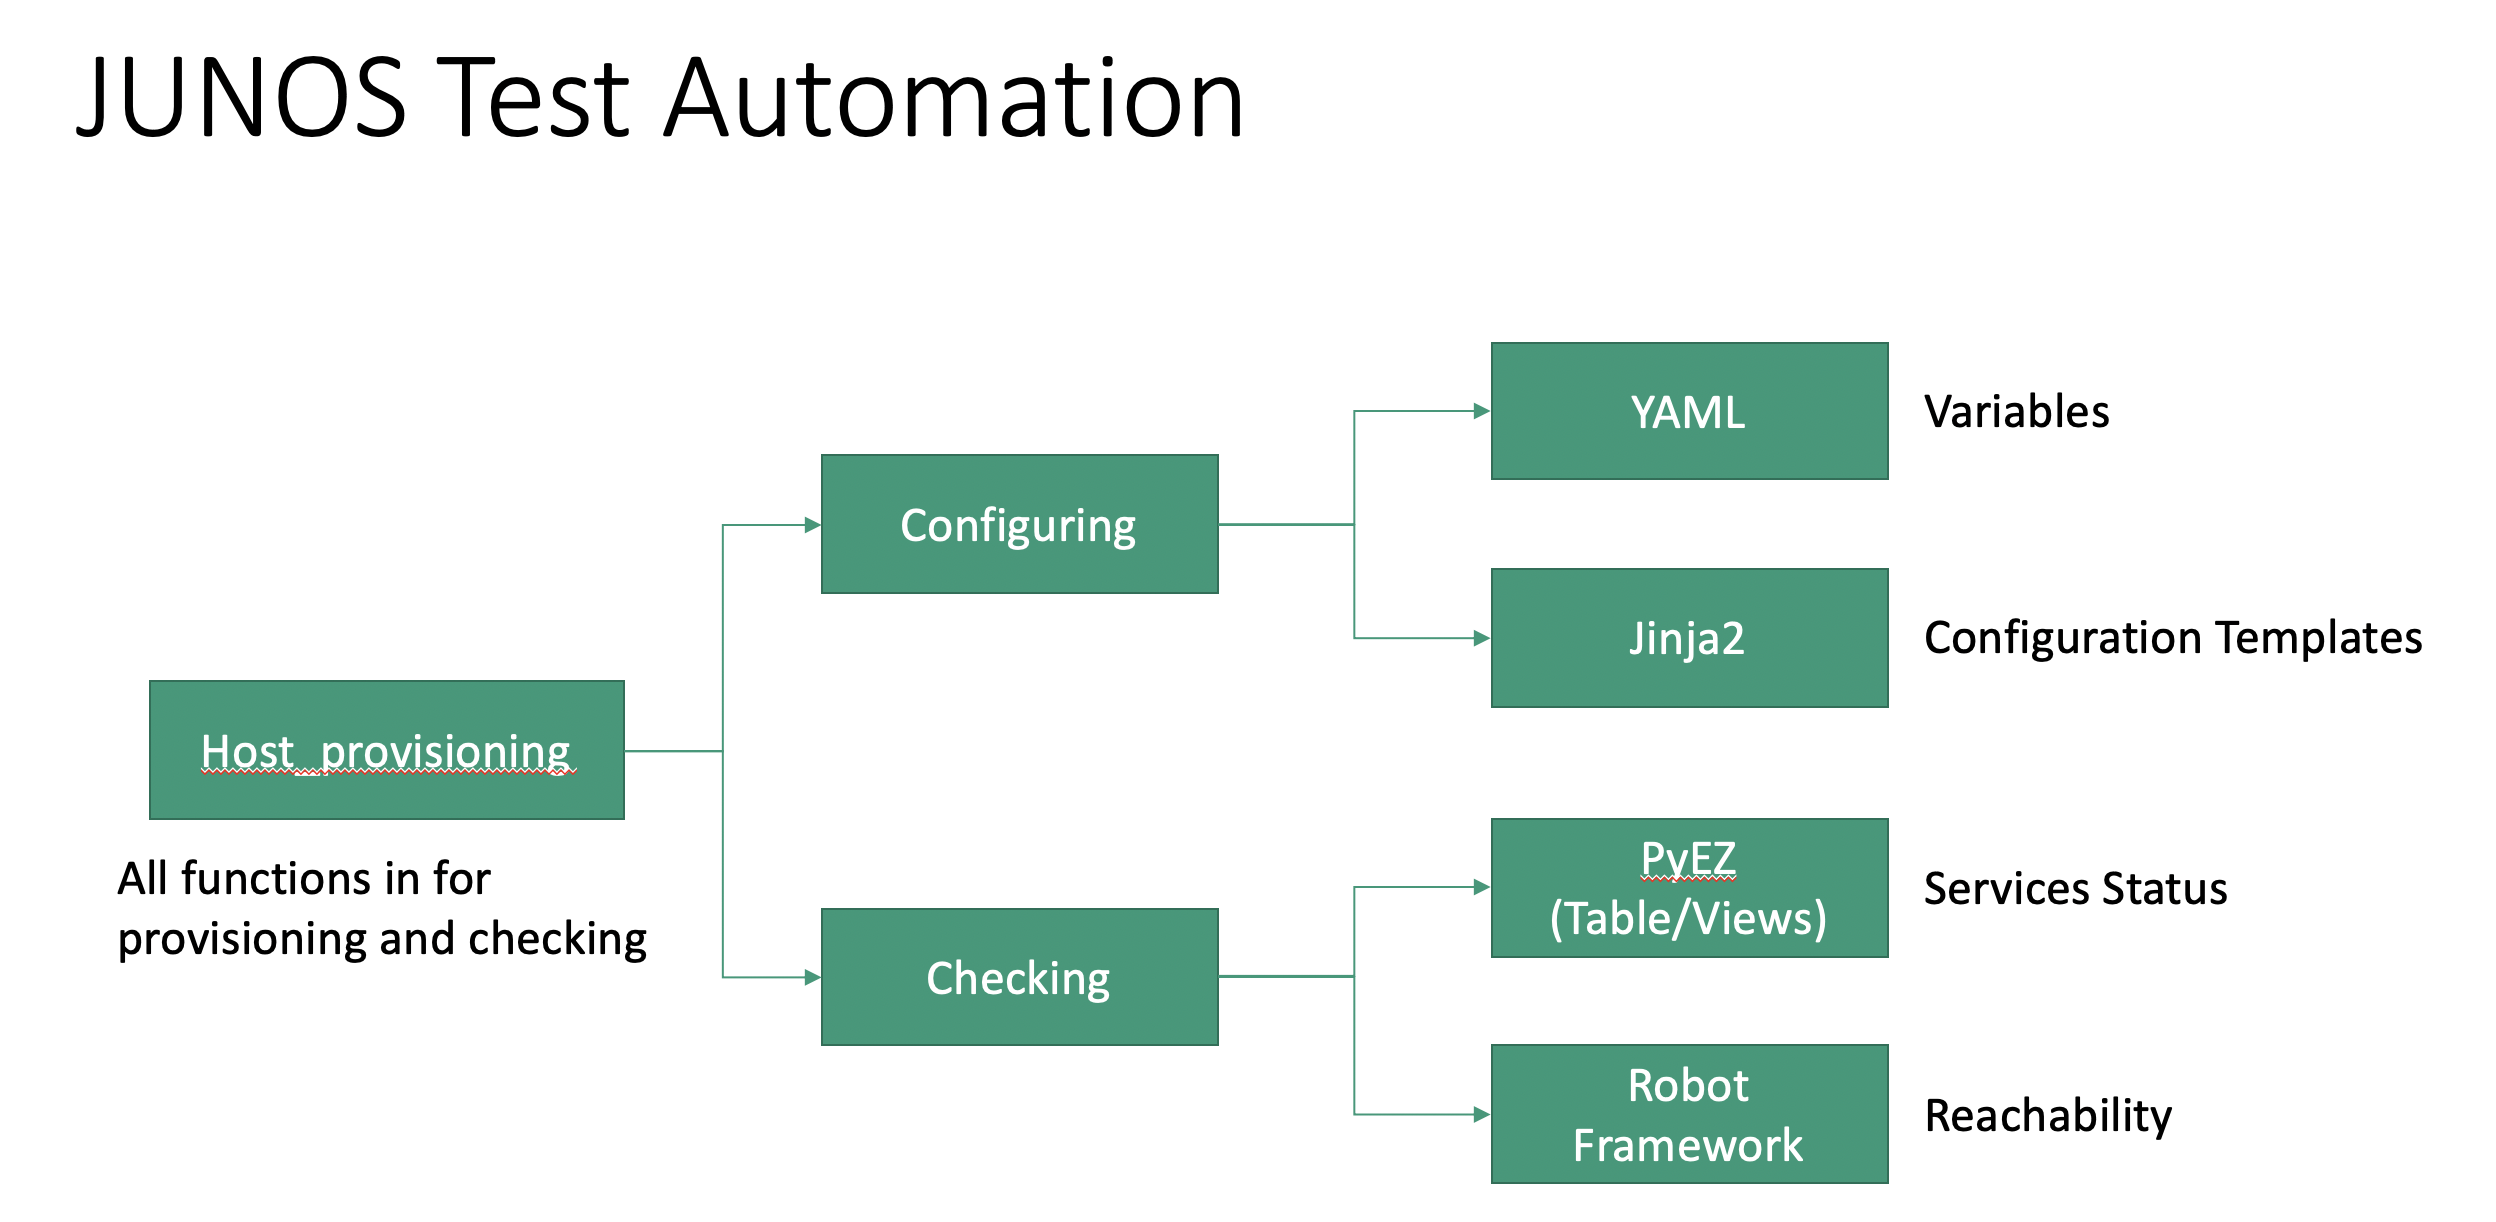 JUNOS Test Automation
YAML
Variables
Configuring
Jinja2
Configuration Templates
Host_provisioning
All functions in for
provisioning and checking
PyEZ
(Table/Views)
Services Status
Checking
Robot
Framework
Reachability